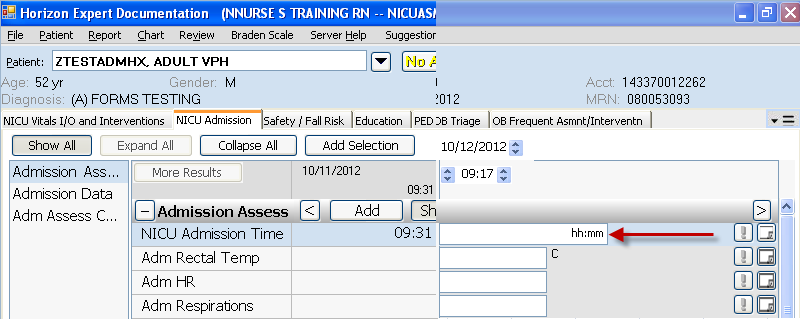 Horizon Expert Documentation (NNURSE S TRAINING RN -- NICUASM
File Patient Report Chart Review Braden Scale Server Help Suggestion
Patient: ZTESTADMHX, ADULT VPH No A
Age: 52 yr Gender: M Acct: 143370012262
Diagnosis: (A) FORMS TESTING 2012 MRN: 080053093
NICU Vitals I/O and Interventions NICU Admission Safety / Fall Risk Education PED OB Triage OB Frequent Asmnt/Interventn
Show All Expand All Collapse All Add Selection 10/12/2012
Admission Ass... More Results 10/11/2012 09:17
Admission Data 09:31
Adm Assess C... Admission Assess < Add Sh >
NICU Admission Time 09:31 hh:mm
Adm Rectal Temp C
Adm HR
Adm Respirations